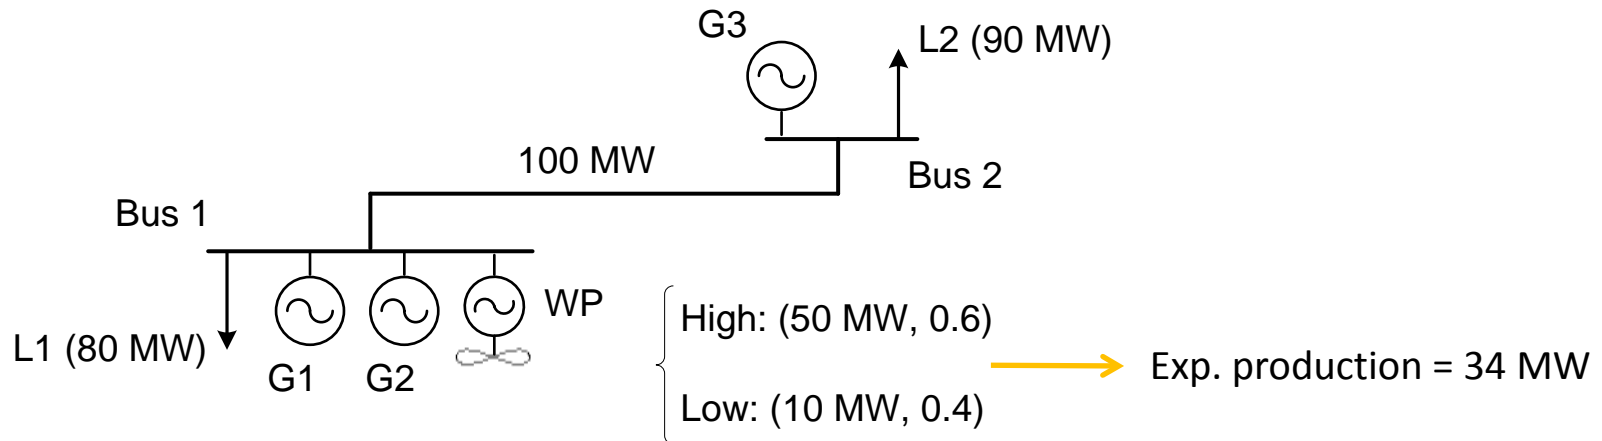 G3
L2 (90 MW)
100 MW
Bus 2
Bus 1
WP
L1 (80 MW)
G1
G2
High: (50 MW, 0.6)
Low: (10 MW, 0.4)
Exp. production = 34 MW